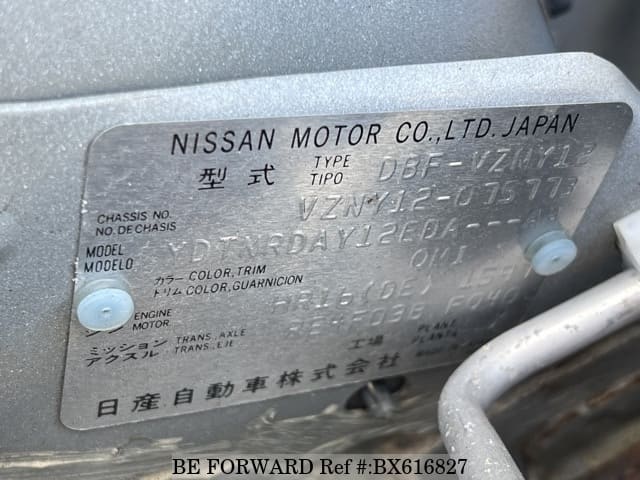 NISSAN MOTOR CO.,LTD. JAPAN
型式 TYPE TIPO DBF-VZNY12
CHASSIS NO. NO.DE CHASIS VZNY12-075773
MODEL MODELO
カラー COLOR,TRIM
トリム COLOR,GUARNICION
ENGINE MOTOR HR16(DE)
ミッション TRANS.,AXLE 工場 PLANT
アクスル TRANS.,EJE PLANTA
日産自動車株式会社
BE FORWARD Ref #:BX616827